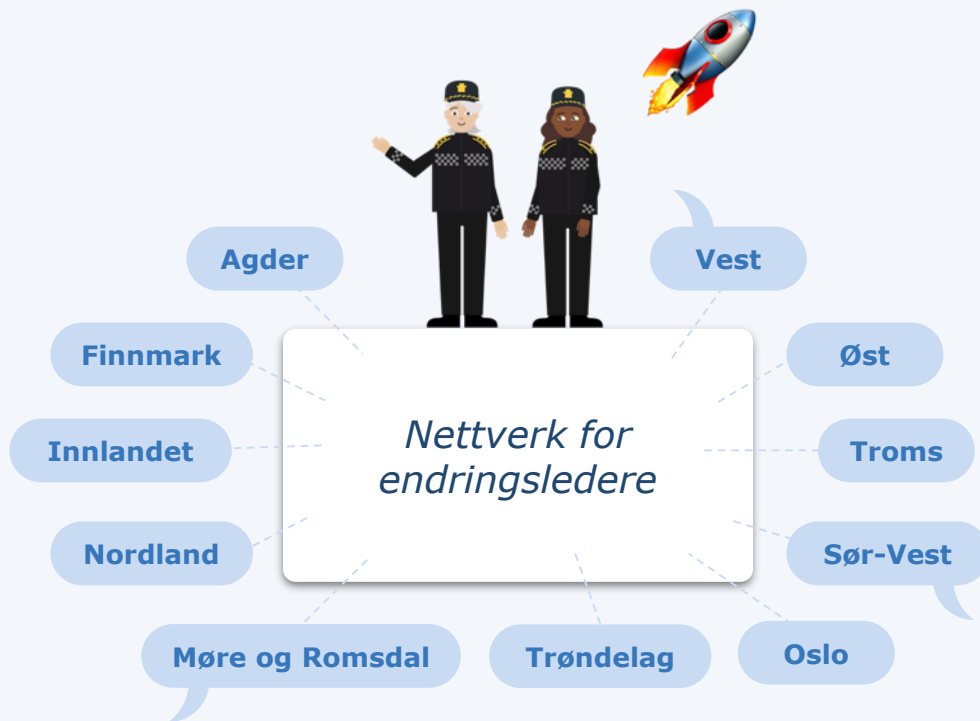 Agder
Vest
Finnmark
Øst
Nettverk for
endringsledere
Innlandet
Troms
Nordland
Sør-Vest
Møre og Romsdal
Trøndelag
Oslo